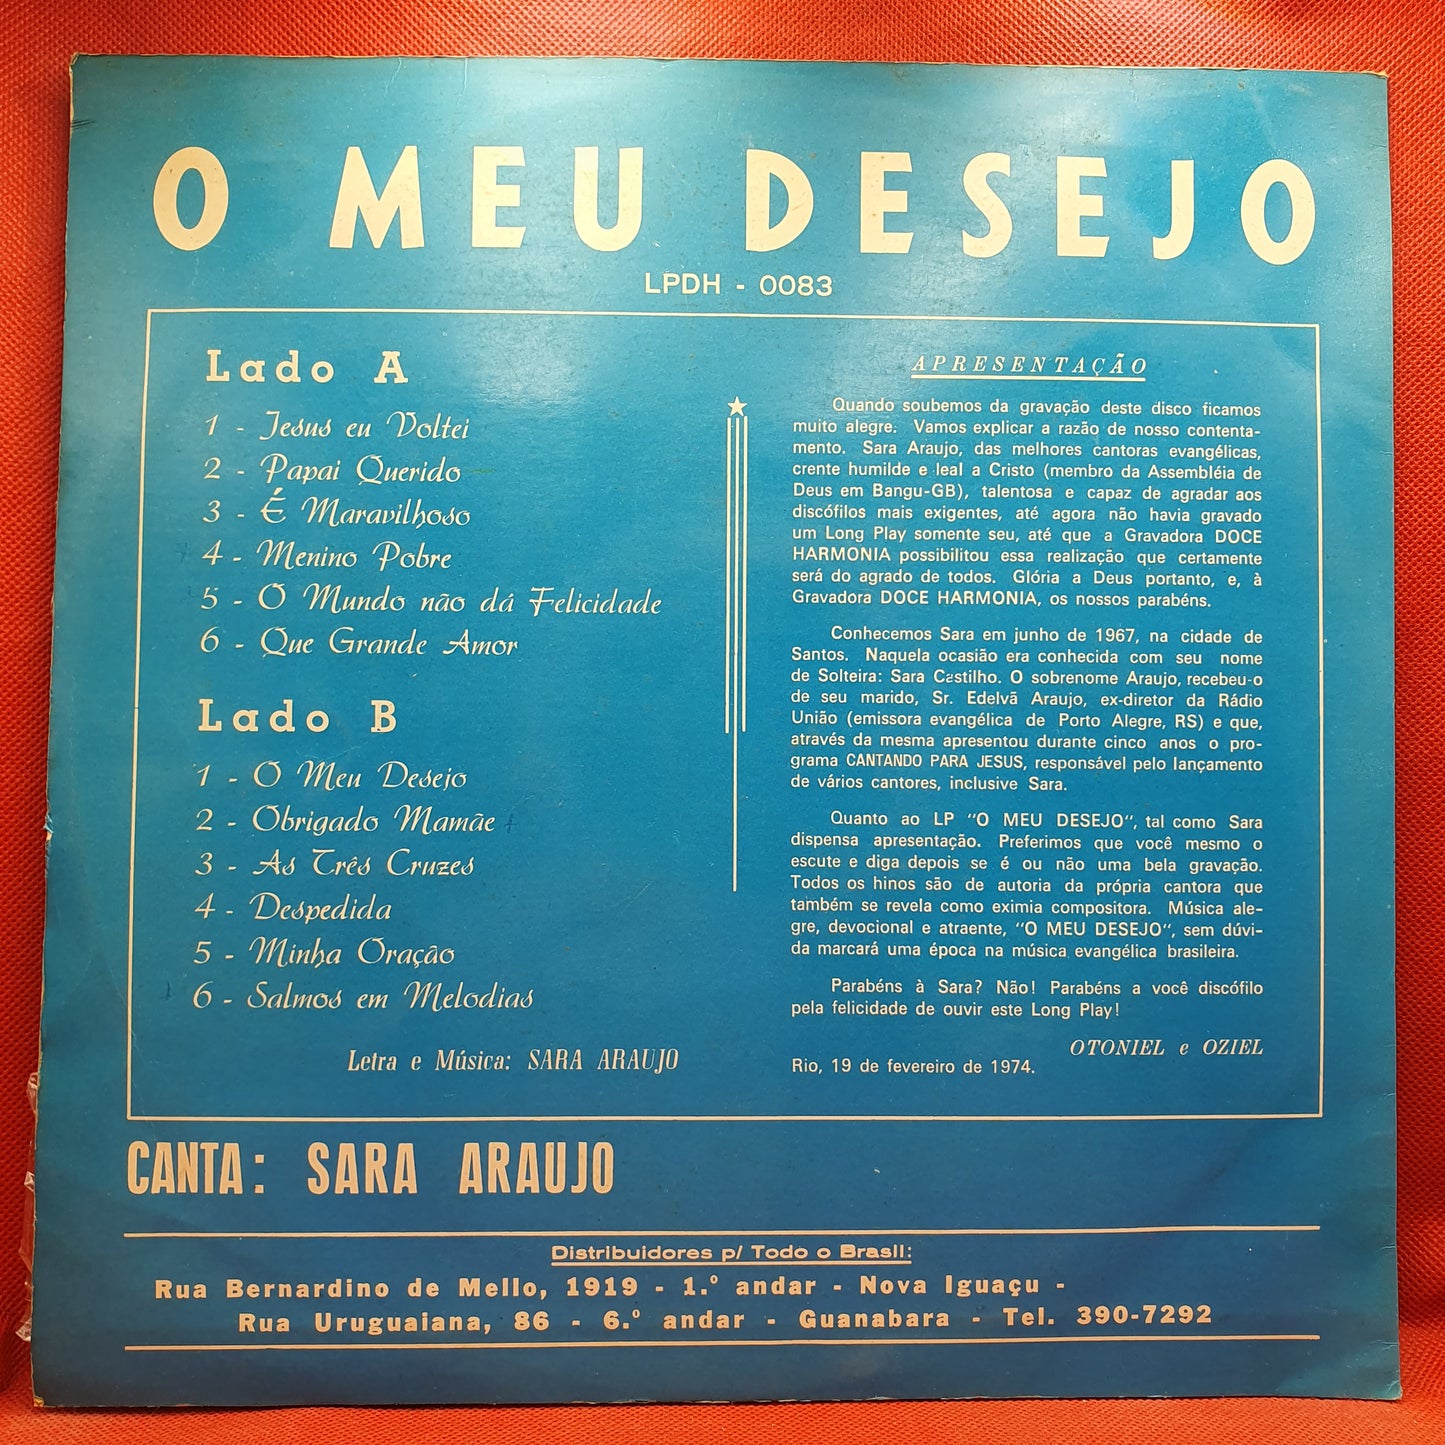 O MEU DESEJO
LPDH - 0083
Lado A
1 - Jesus eu Voltei
2 - Papai Querido
3 - É Maravilhoso
4 - Menino Pobre
5 - O Mundo não dá Felicidade
6 - Que Grande Amor
Lado B
1 - O Meu Desejo
2 - Obrigado Mamãe
3 - As Três Cruzes
4 - Despedida
5 - Minha Oração
6 - Salmos em Melodias
Letra e Música: SARA ARAUJO
APRESENTAÇÃO
Quando soubemos da gravação deste disco ficamos
muito alegre. Vamos explicar a razão de nosso contenta-
mento. Sara Araujo, das melhores cantoras evangélicas,
crente humilde e leal a Cristo (membro da Assembléia de
Deus em Bangu-GB), talentosa e capaz de agradar aos
discófilos mais exigentes, até agora não havia gravado
um Long Play somente seu, até que a Gravadora DOCE
HARMONIA possibilitou essa realização que certamente
será do agrado de todos. Glória a Deus portanto, e, à
Gravadora DOCE HARMONIA, os nossos parabéns.
Conhecemos Sara em junho de 1967, na cidade de
Santos. Naquela ocasião era conhecida com seu nome
de Solteira: Sara Castilho. O sobrenome Araujo, recebeu-o
de seu marido, Sr. Edelvã Araujo, ex-diretor da Rádio
União (emissora evangélica de Porto Alegre, RS) e que,
através da mesma apresentou durante cinco anos o pro-
grama CANTANDO PARA JESUS, responsável pelo lançamento
de vários cantores, inclusive Sara.
Quanto ao LP "O MEU DESEJO", tal como Sara
dispensa apresentação. Preferimos que você mesmo o
escute e diga depois se é ou não uma bela gravação.
Todos os hinos são de autoria da própria cantora que
também se revela como eximia compositora. Música ale-
gre, devocional e atraente, "O MEU DESEJO", sem dúvi-
da marcará uma época na música evangélica brasileira.
Parabéns à Sara? Não! Parabéns a você discófilo
pela felicidade de ouvir este Long Play!
OTONIEL e OZIEL
Rio, 19 de fevereiro de 1974.
CANTA: SARA ARAUJO
Distribuidores p/ Todo o Brasil:
Rua Bernardino de Mello, 1919 - 1.º andar - Nova Iguaçu -
Rua Uruguaiana, 86 - 6.º andar - Guanabara - Tel. 390-7292